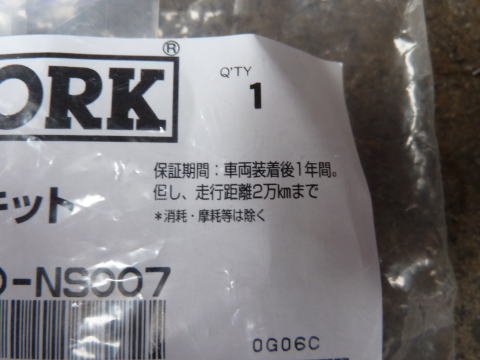 ORK®
Q'TY
1
保証期間：車両装着後1年間。
但し、走行距離2万kmまで
*消耗・摩耗等は除く
キット
-NS007
0G06C